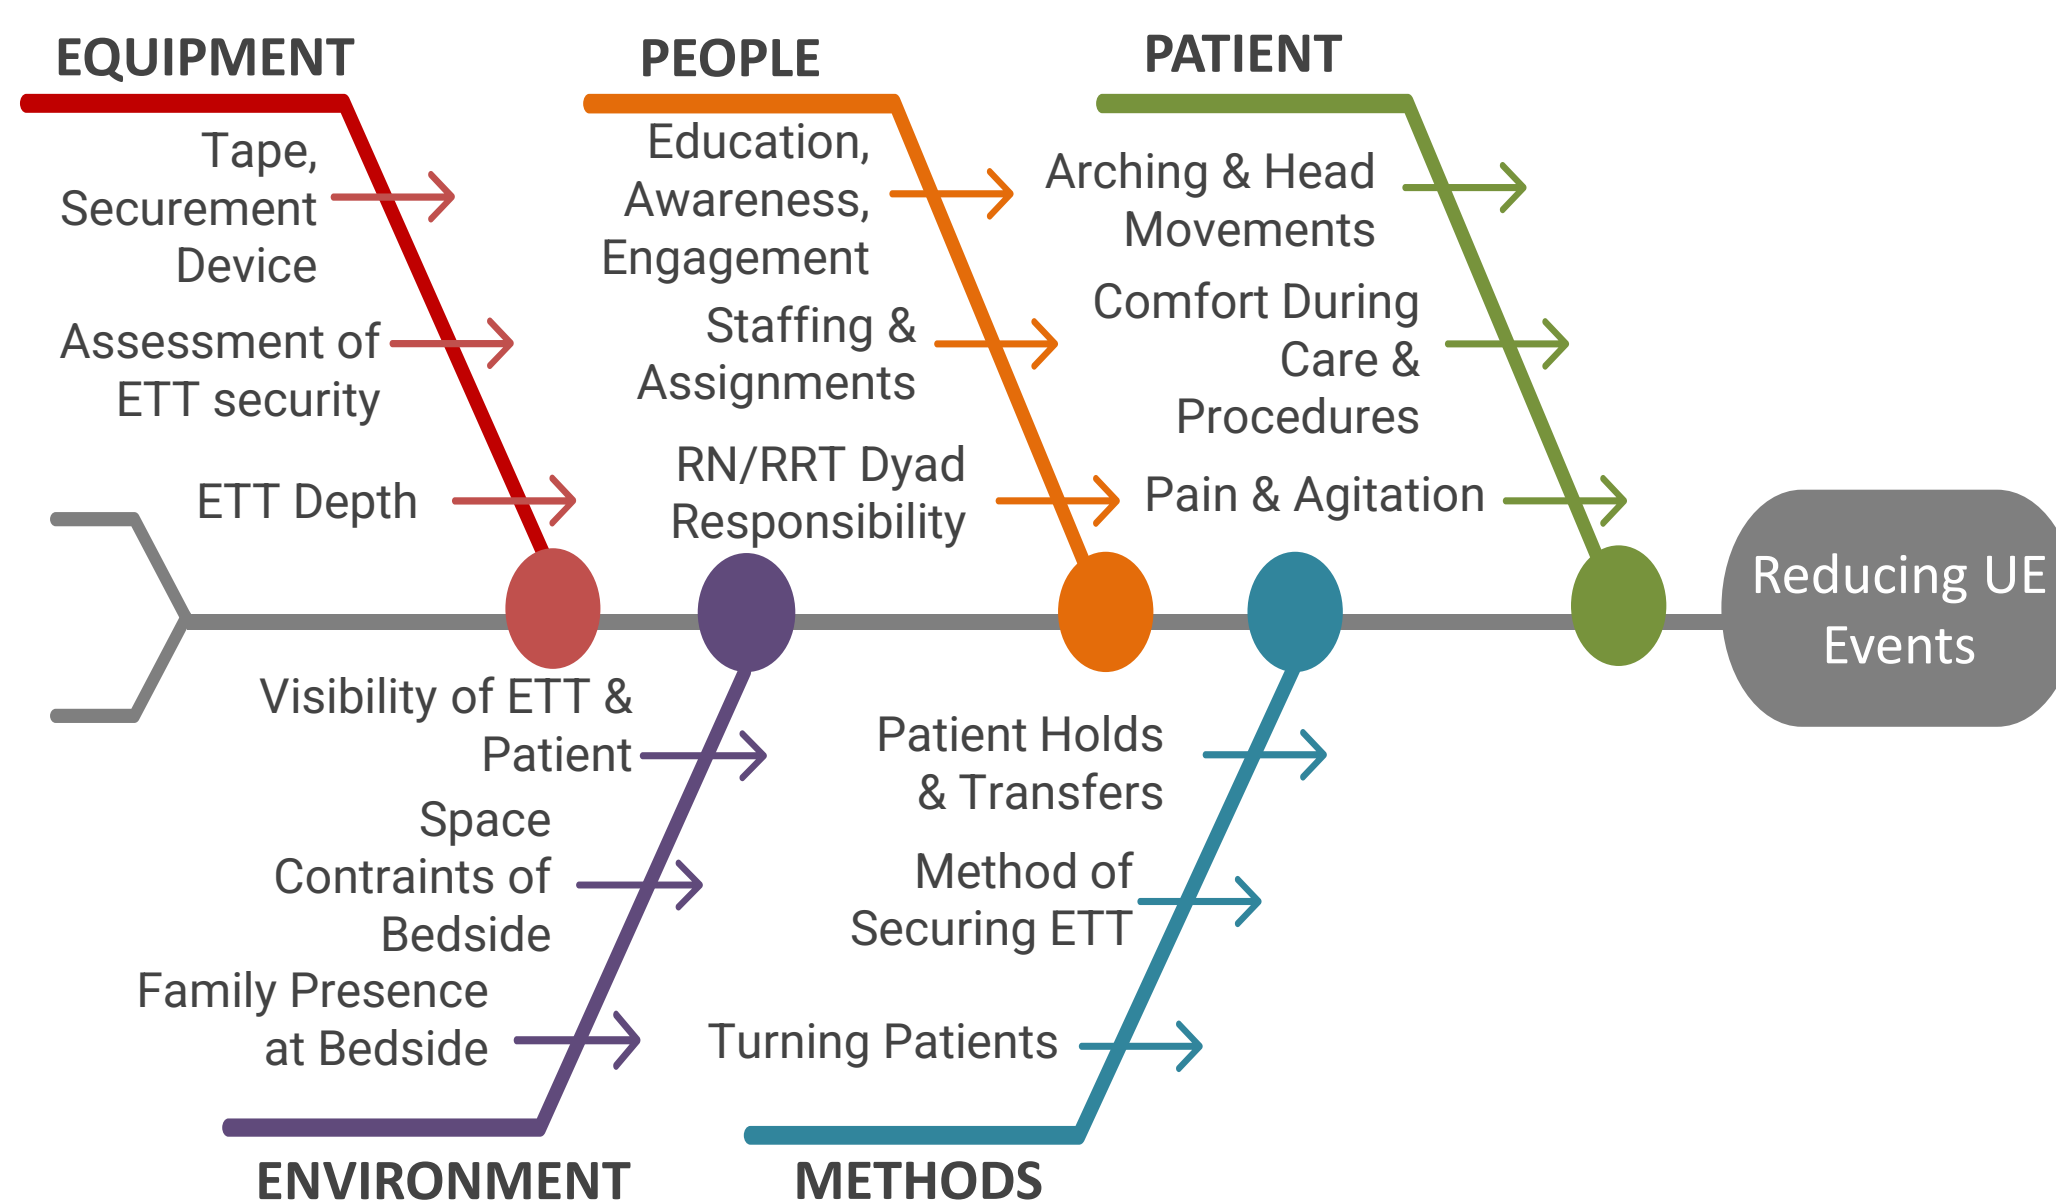 EQUIPMENT
Tape,
Securement
Device
Assessment of
ETT security
ETT Depth
PEOPLE
Education,
Awareness,
Engagement
Staffing &
Assignments
RN/RRT Dyad
Responsibility
PATIENT
Arching & Head
Movements
Comfort During
Care &
Procedures
Pain & Agitation
Reducing UE
Events
Visibility of ETT &
Patient
Space
Contraints of
Bedside
Family Presence
at Bedside
ENVIRONMENT
Patient Holds
& Transfers
Method of
Securing ETT
Turning Patients
METHODS